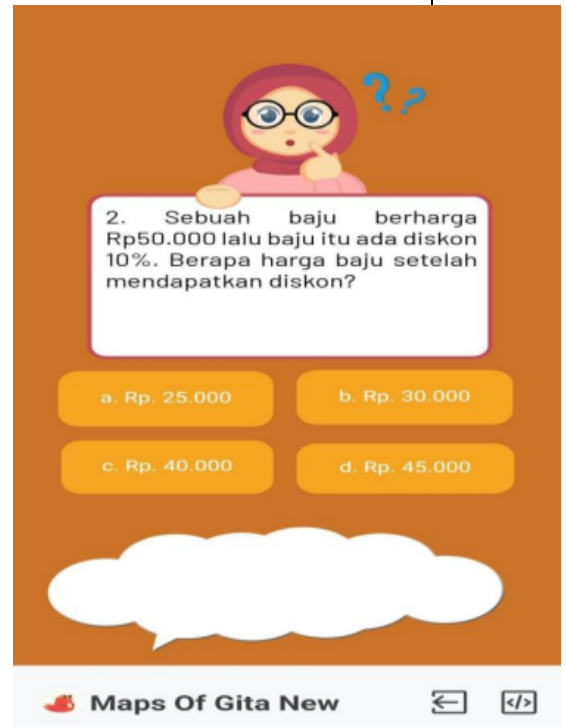 ??
2. Sebuah baju berharga
Rp50.000 lalu baju itu ada diskon
10%. Berapa harga baju setelah
mendapatkan diskon?
a. Rp. 25.000
b. Rp. 30.000
c. Rp. 40.000
d. Rp. 45.000
Maps Of Gita New
</>